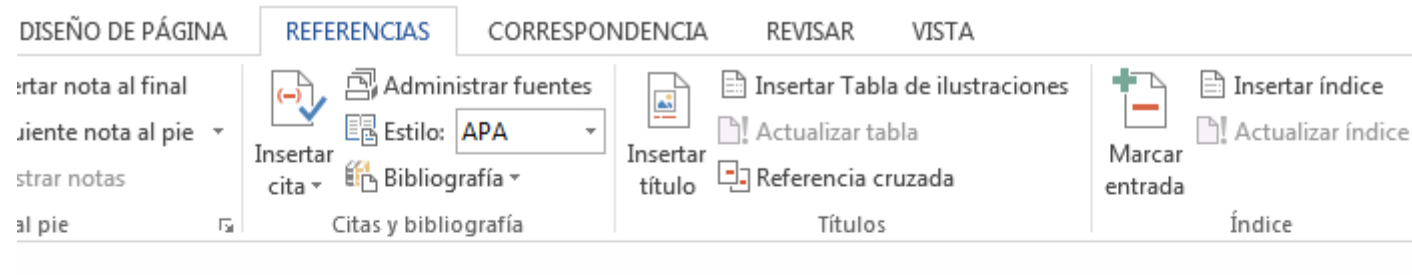 DISEÑO DE PÁGINA REFERENCIAS CORRESPONDENCIA REVISAR VISTA
ertar nota al final
uiente nota al pie
strar notas
al pie
Insertar
cita
Administrar fuentes
Estilo: APA
Bibliografía
Citas y bibliografía
Insertar
título
Insertar Tabla de ilustraciones
Actualizar tabla
Referencia cruzada
Títulos
Marcar
entrada
Insertar índice
Actualizar índice
Índice